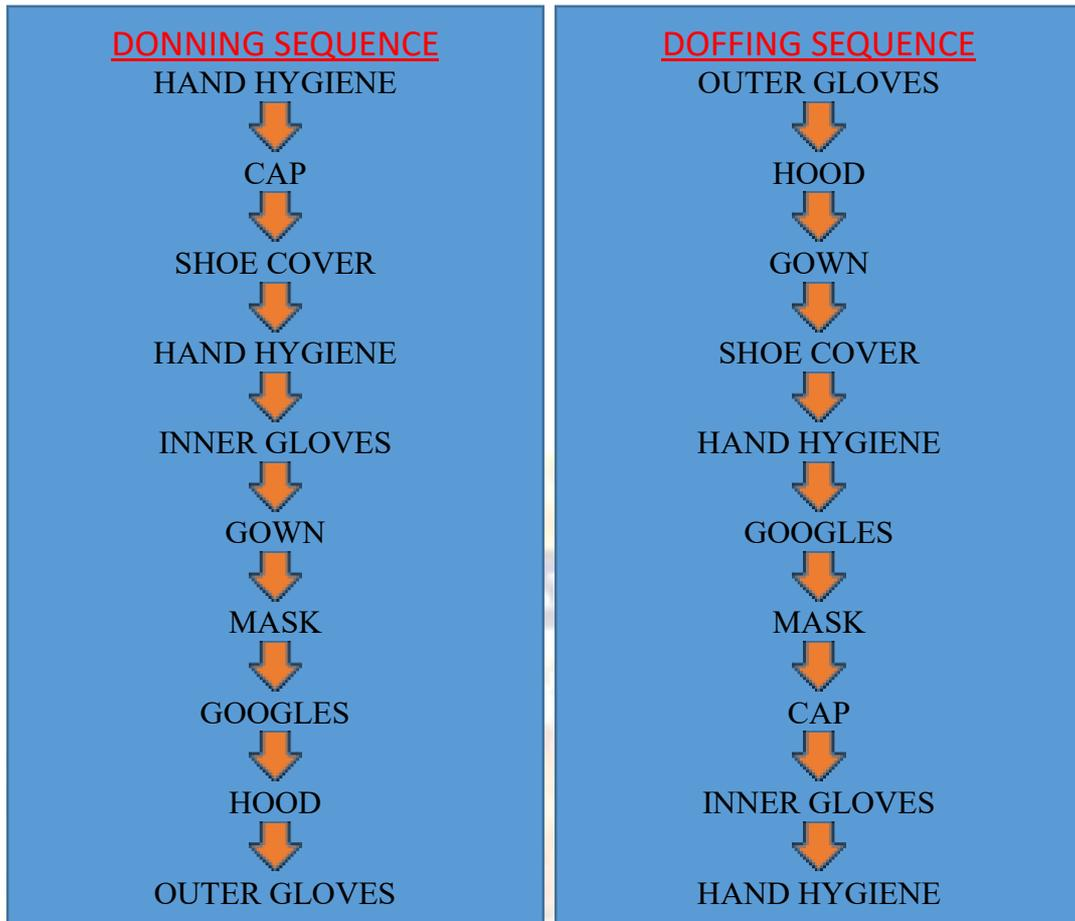 DONNING SEQUENCE
HAND HYGIENE
CAP
SHOE COVER
HAND HYGIENE
INNER GLOVES
GOWN
MASK
GOOGLES
HOOD
OUTER GLOVES
DOFFING SEQUENCE
OUTER GLOVES
HOOD
GOWN
SHOE COVER
HAND HYGIENE
GOOGLES
MASK
CAP
INNER GLOVES
HAND HYGIENE